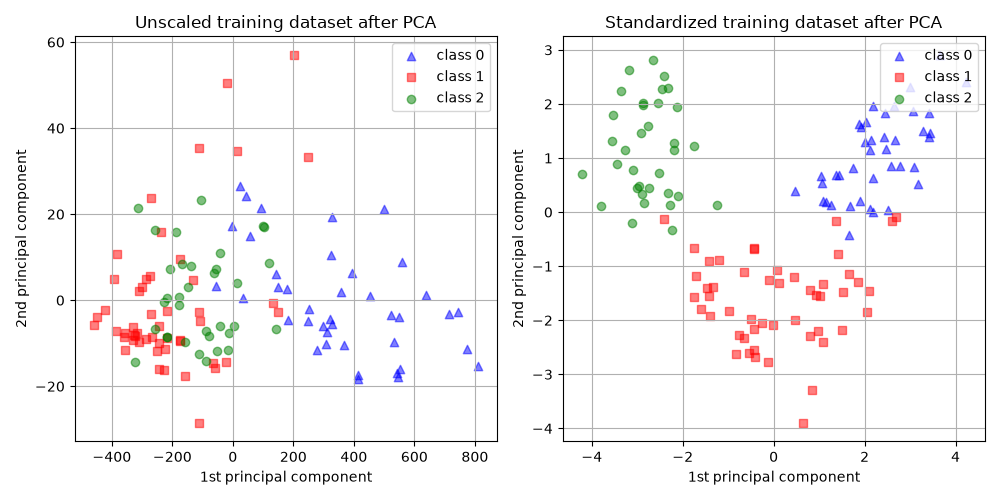 Unscaled training dataset after PCA
60
40
20
0
−20
−400
−200
0
200
400
600
800
1st principal component
2nd principal component
class 0
class 1
class 2
Standardized training dataset after PCA
3
2
1
0
−1
−2
−3
−4
−4
−2
0
2
4
1st principal component
2nd principal component
class 0
class 1
class 2